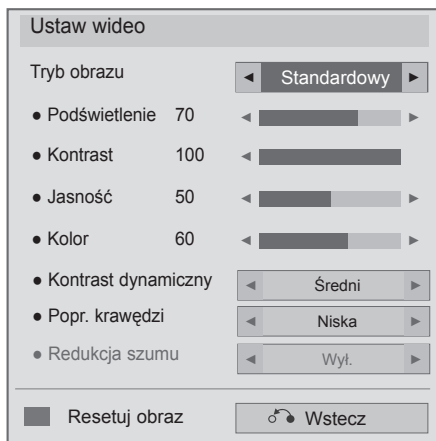 Ustaw wideo
Tryb obrazu ◄ Standardowy ►
● Podświetlenie 70 ◄ ►
● Kontrast 100 ◄
● Jasność 50 ◄ ►
● Kolor 60 ◄ ►
● Kontrast dynamiczny ◄ Średni ►
● Popr. krawędzi ◄ Niska ►
● Redukcja szumu ◄ Wył. ►
Resetuj obraz Wstecz